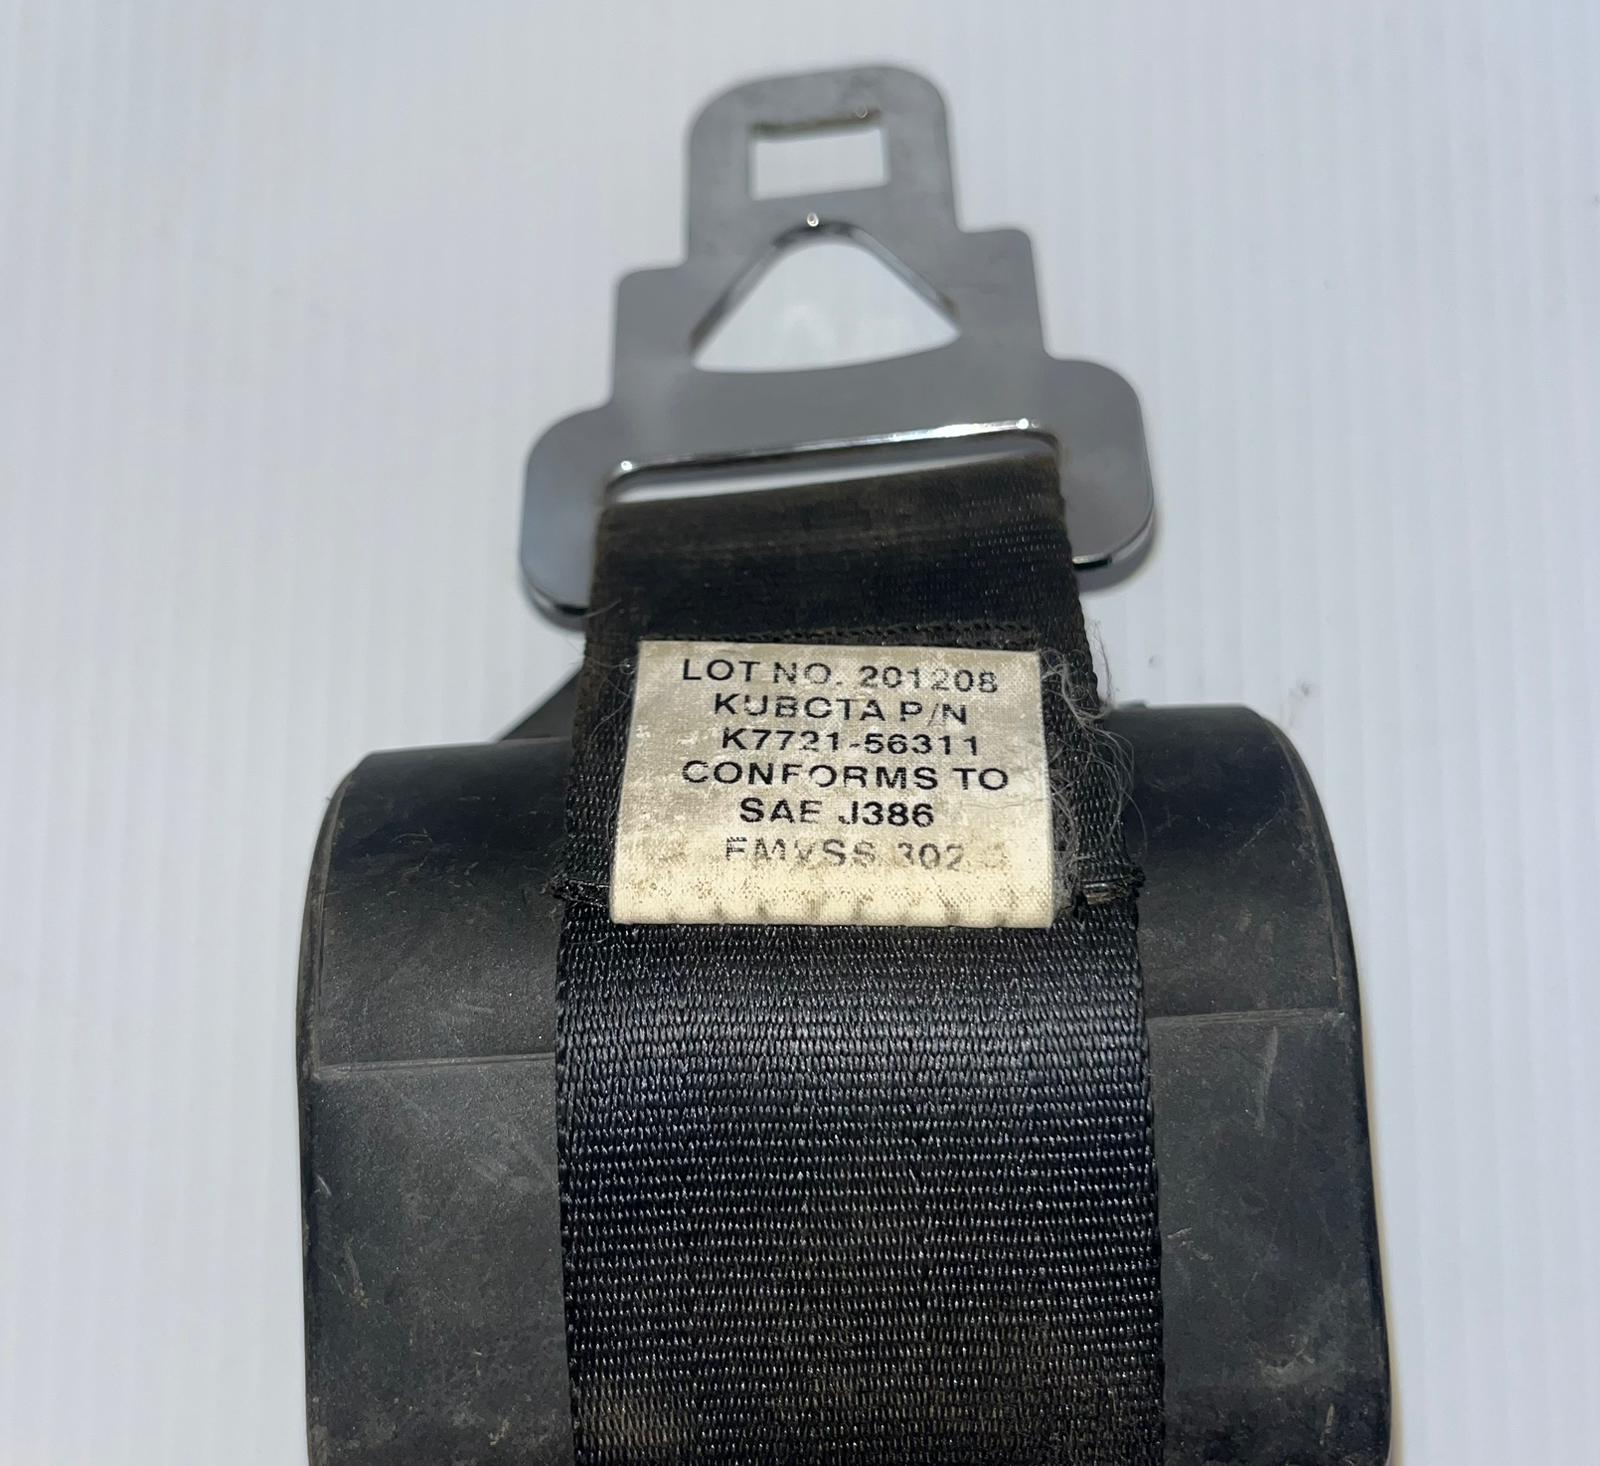 LOT NO. 201208
KUBOTA P/N
K7721-56311
CONFORMS TO
SAE J386
FMVSS 302